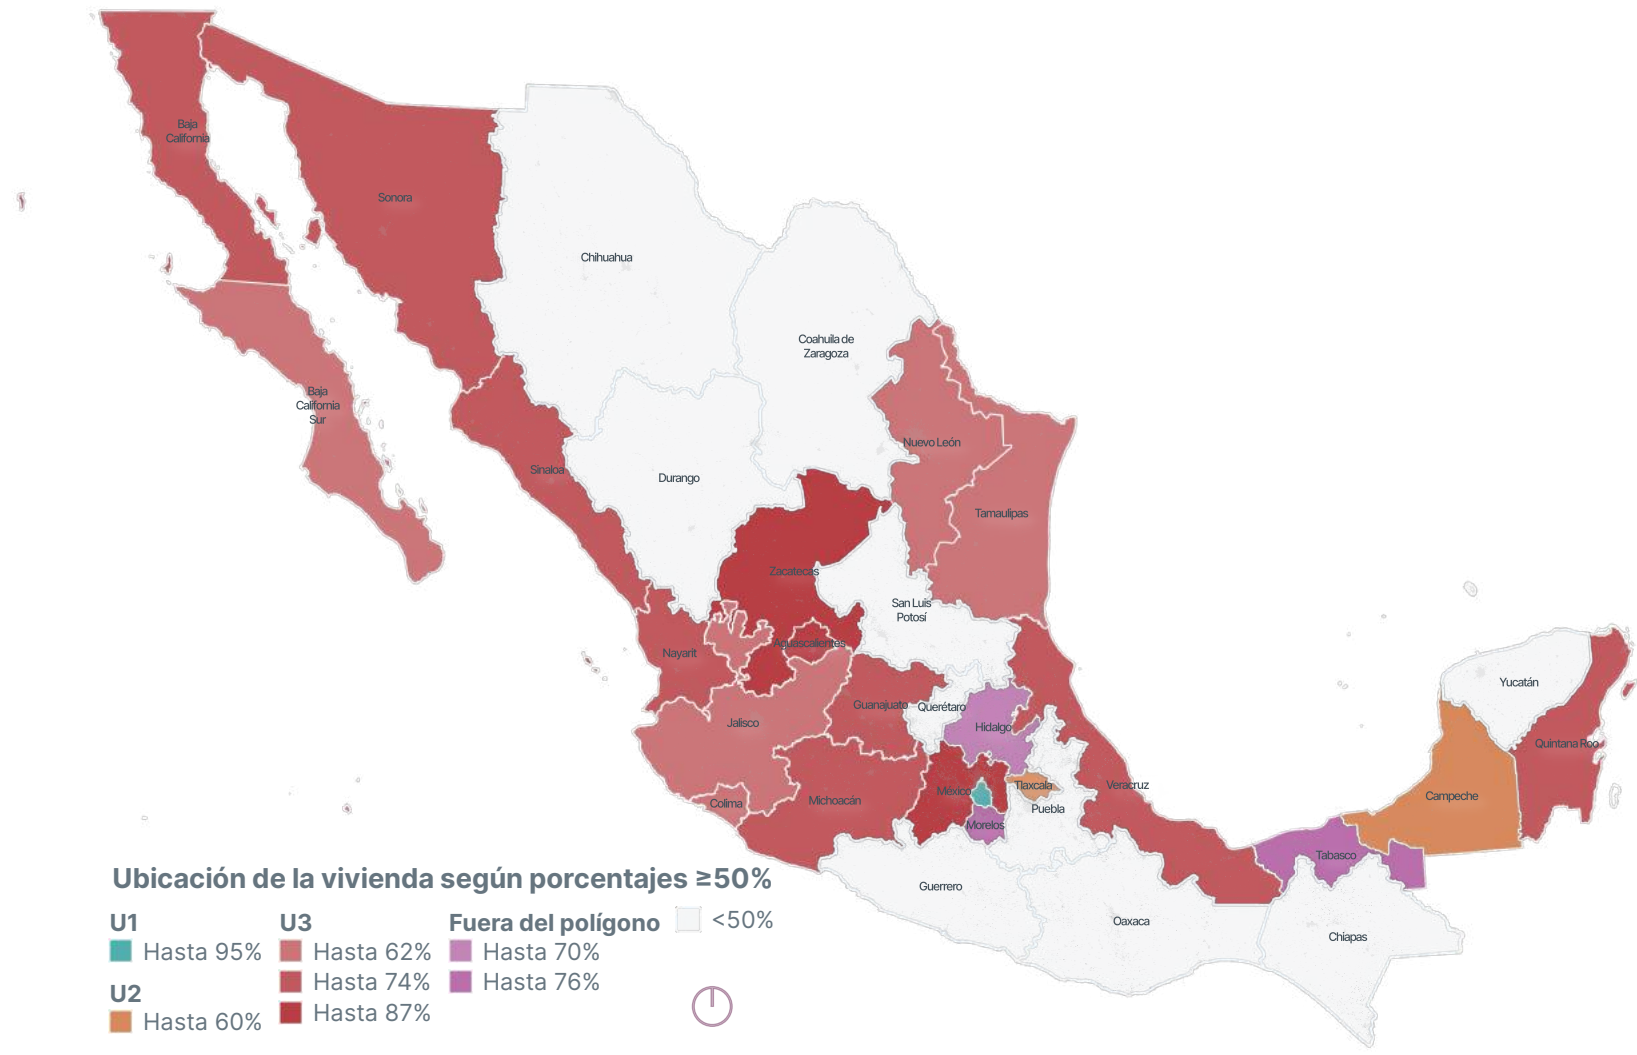 Baja
California
Sonora
Chihuahua
Coahuila de
Zaragoza
Baja
California
Sur
Nuevo León
Sinaloa
Durango
Tamaulipas
Zacatecas
San Luis
Potosí
Aguascalientes
Nayarit
Yucatán
Guanajuato
Querétaro
Jalisco
Hidalgo
Quintana Roo
México
Tlaxcala
Veracruz
Campeche
Colima
Michoacán
Puebla
Morelos
Tabasco
Guerrero
Oaxaca
Chiapas
Ubicación de la vivienda según porcentajes ≥50%
U1
Hasta 95%
U2
Hasta 60%
U3
Hasta 62%
Hasta 74%
Hasta 87%
Fuera del polígono
Hasta 70%
Hasta 76%
<50%